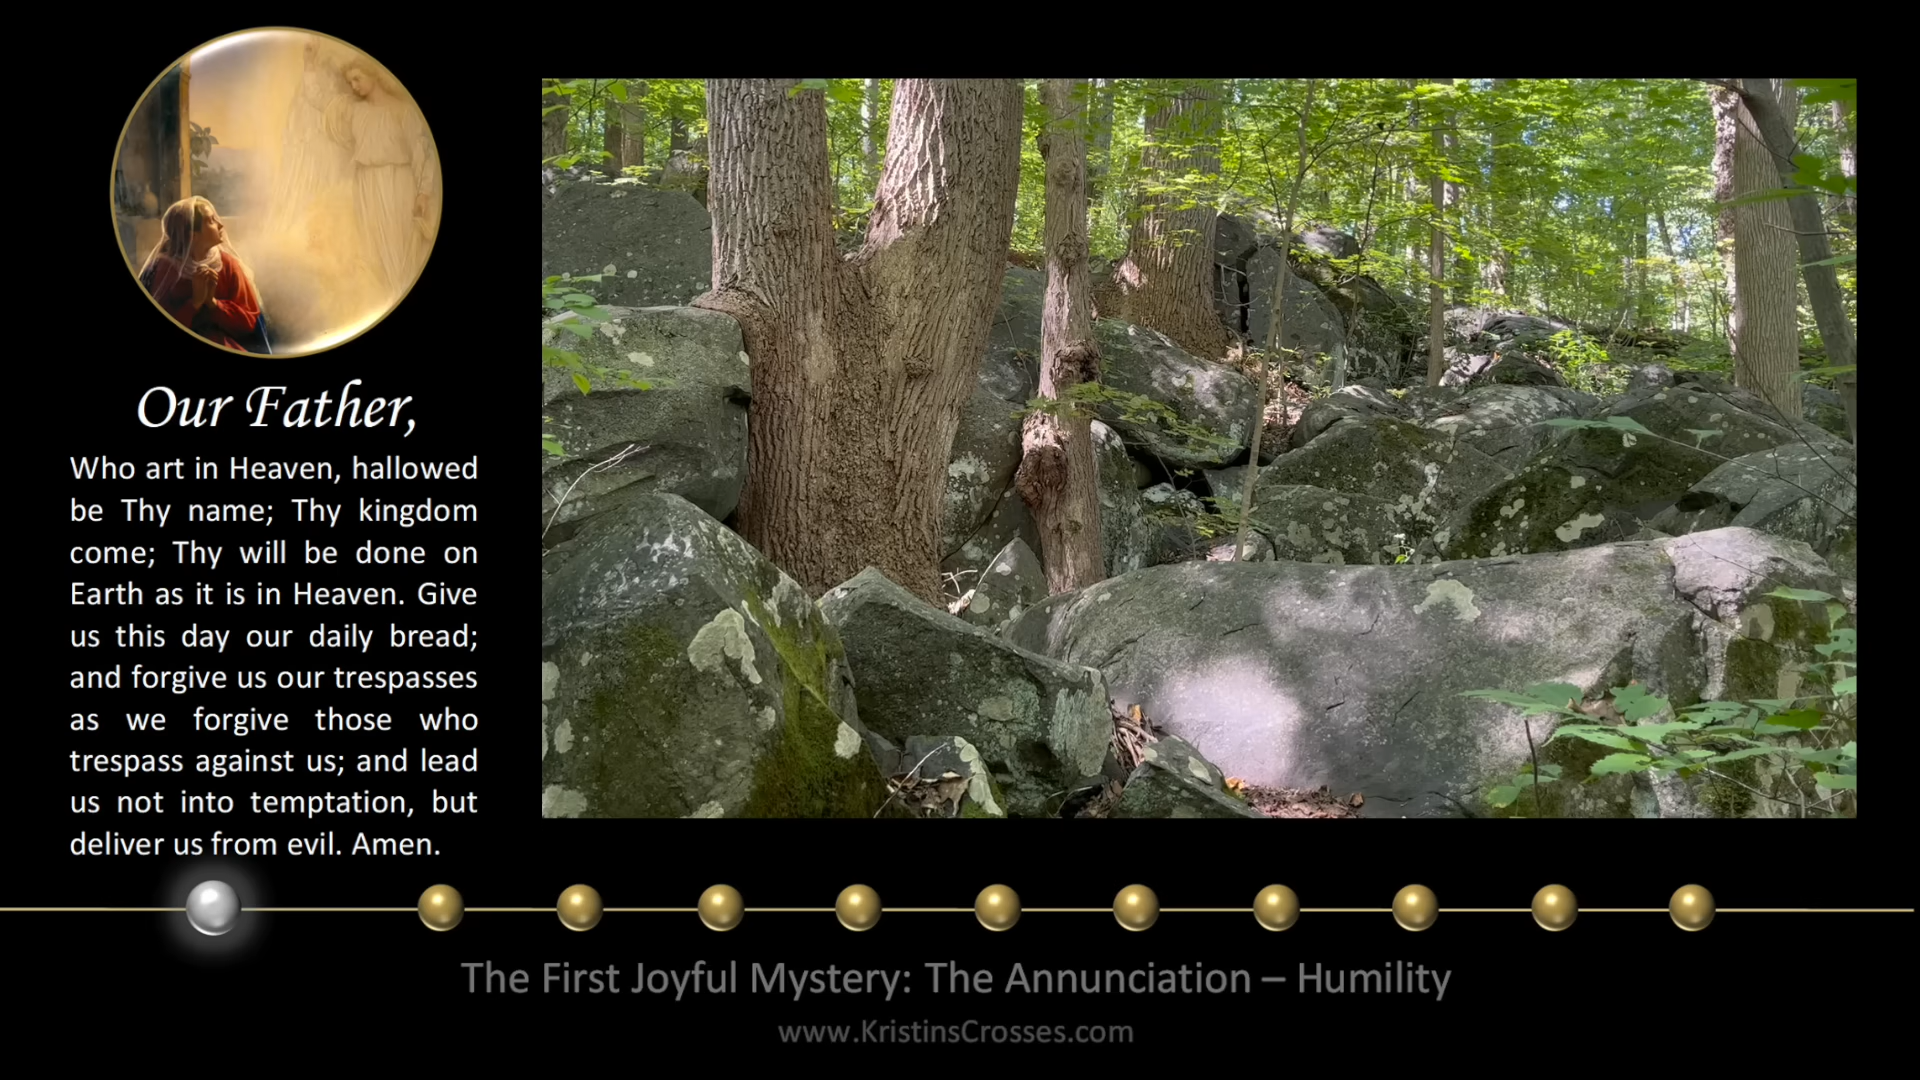 Our Father,
Who art in Heaven, hallowed
be Thy name; Thy kingdom
come; Thy will be done on
Earth as it is in Heaven. Give
us this day our daily bread;
and forgive us our trespasses
as we forgive those who
trespass against us; and lead
us not into temptation, but
deliver us from evil. Amen.
The First Joyful Mystery: The Annunciation – Humility
www.KristinsCrosses.com